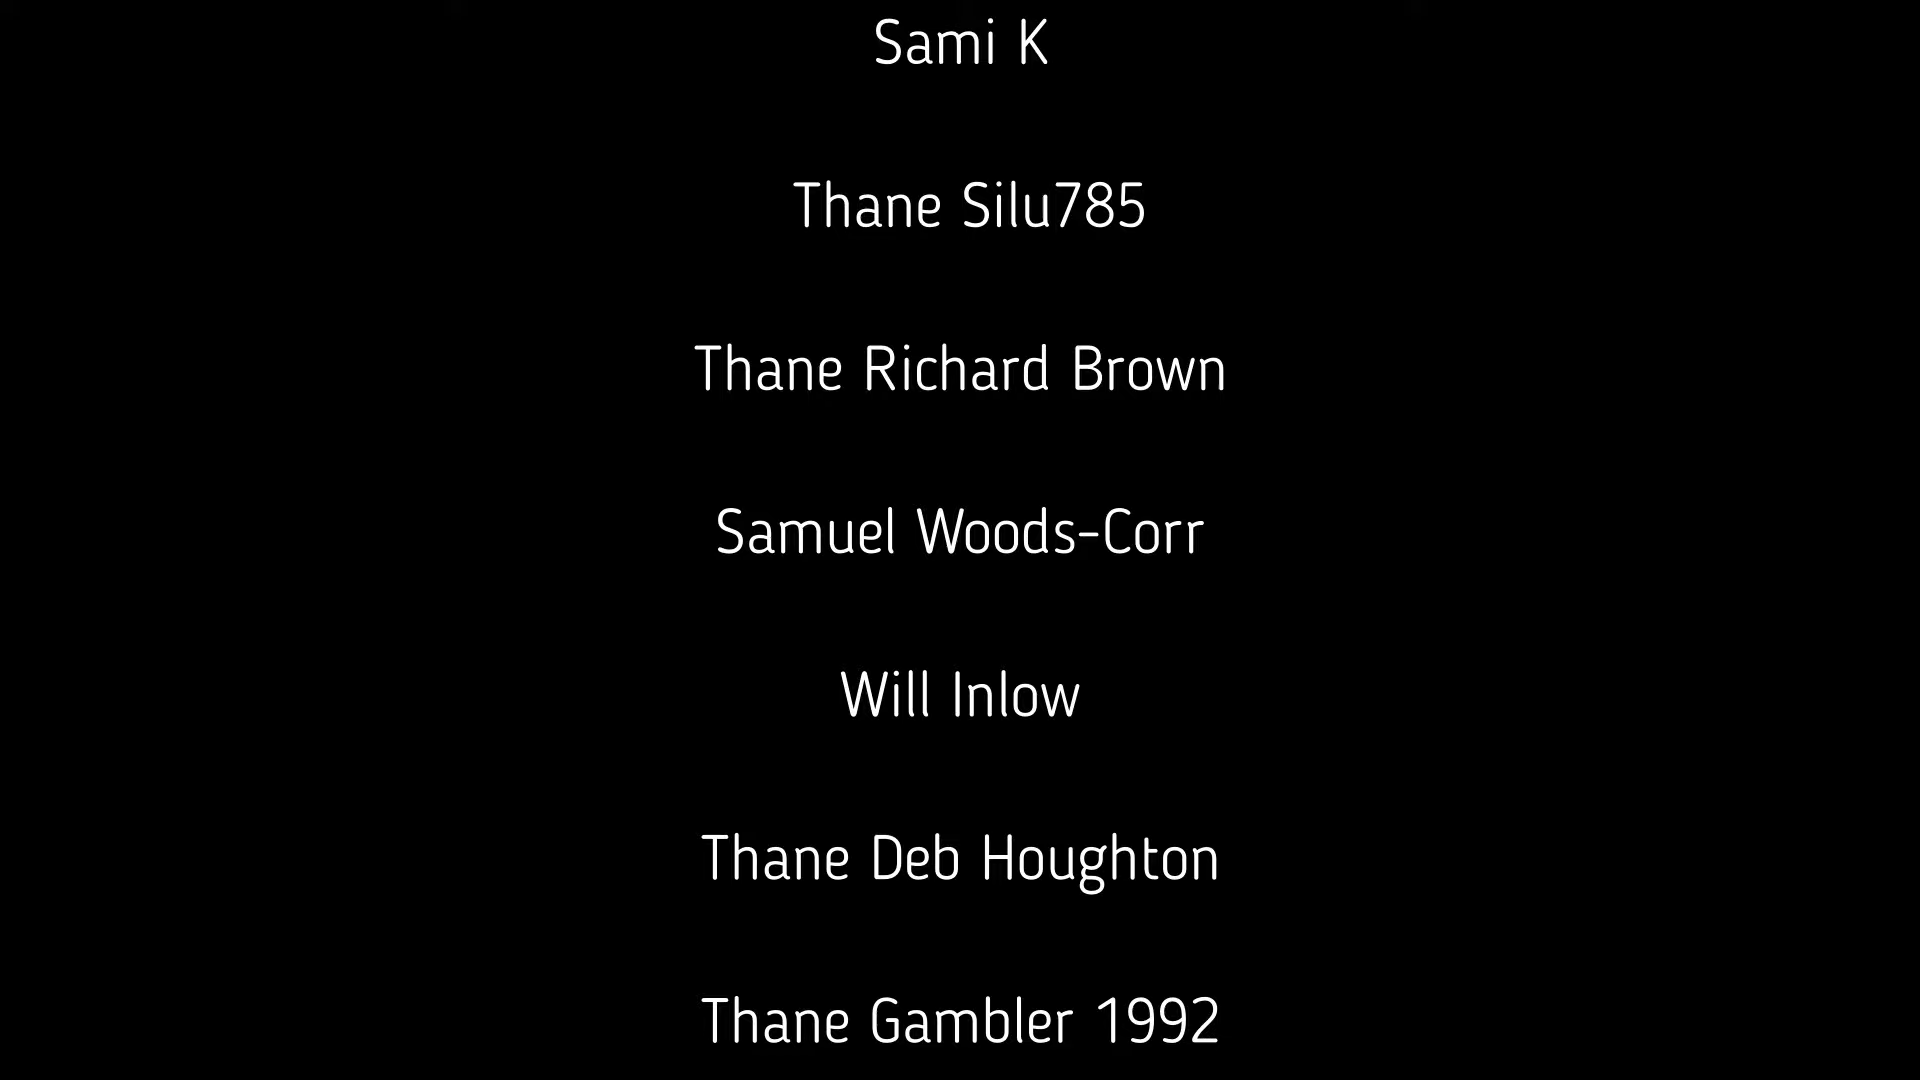 Sami K
Thane Silu785
Thane Richard Brown
Samuel Woods-Corr
Will Inlow
Thane Deb Houghton
Thane Gambler 1992